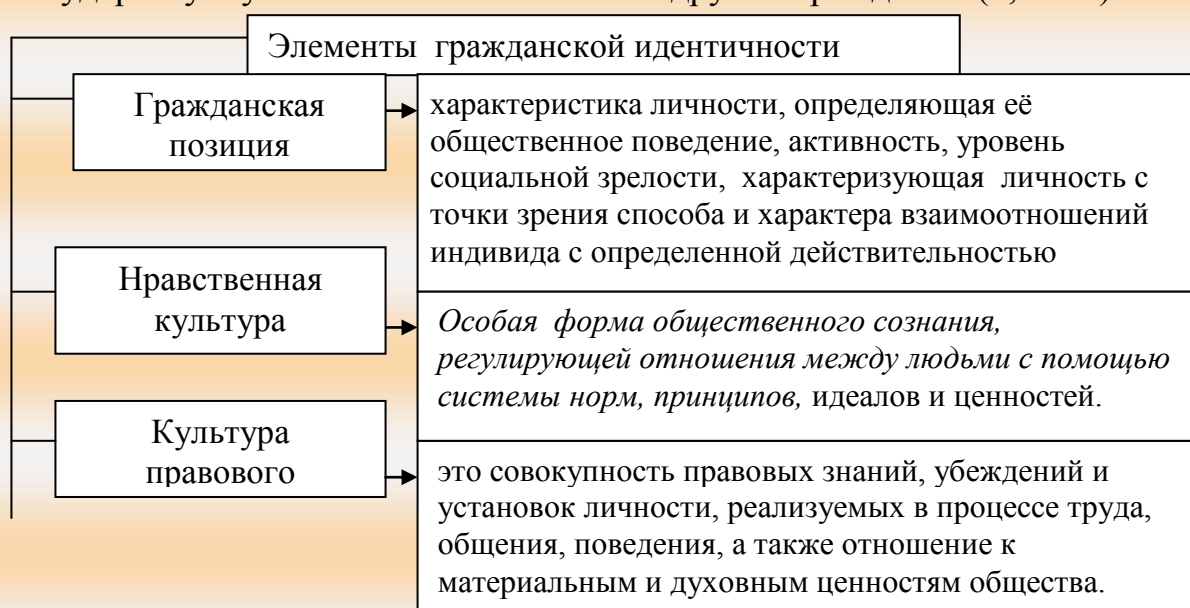 Элементы гражданской идентичности
Гражданская
позиция
характеристика личности, определяющая её
общественное поведение, активность, уровень
социальной зрелости, характеризующая личность с
точки зрения способа и характера взаимоотношений
индивида с определенной действительностью
Нравственная
культура
Особая форма общественного сознания,
регулирующей отношения между людьми с помощью
системы норм, принципов, идеалов и ценностей.
Культура
правового
это совокупность правовых знаний, убеждений и
установок личности, реализуемых в процессе труда,
общения, поведения, а также отношение к
материальным и духовным ценностям общества.